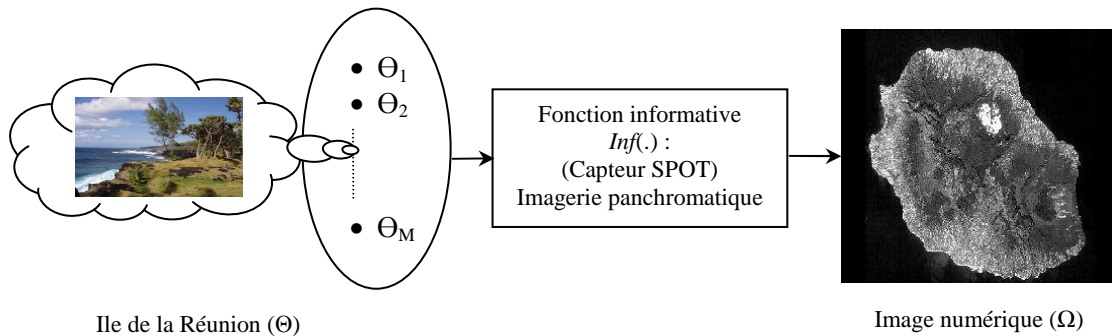 Θ1
Θ2
ΘM
Fonction informative
Inf(.) :
(Capteur SPOT)
Imagerie panchromatique
Ile de la Réunion (Θ)
Image numérique (Ω)